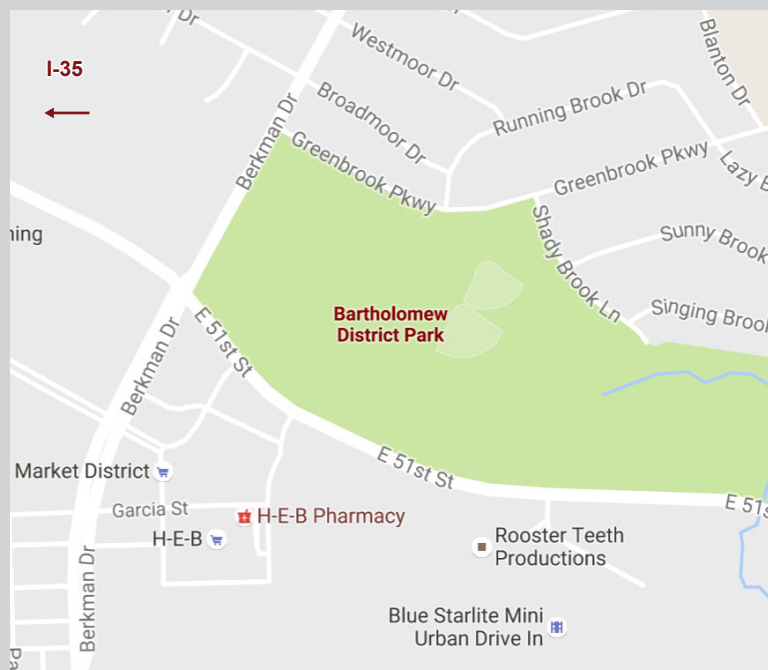 Dr
Westmoor Dr
Blanton Dr
I-35
Broadmoor Dr
Running Brook Dr
Berkman Dr
Greenbrook Pkwy
Greenbrook Pkwy
Lazy B
Shady Brook Ln
Sunny Brook
ning
Singing Brook
Bartholomew
District Park
E 51st St
Berkman Dr
E 51st St
Market District
E 51s
Garcia St
H-E-B Pharmacy
H-E-B
Rooster Teeth
Productions
Berkman Dr
Blue Starlite Mini
Urban Drive In